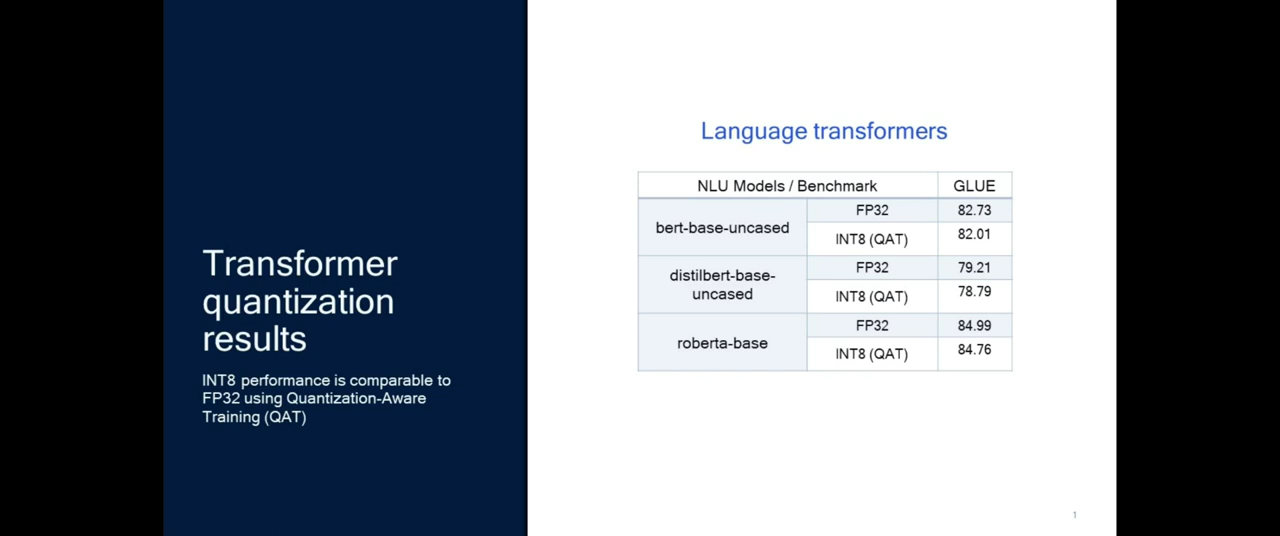 Transformer
quantization
results
INT8 performance is comparable to
FP32 using Quantization-Aware
Training (QAT)
Language transformers
NLU Models / Benchmark GLUE
bert-base-uncased FP32 82.73
INT8 (QAT) 82.01
distilbert-base-
uncased FP32 79.21
INT8 (QAT) 78.79
roberta-base FP32 84.99
INT8 (QAT) 84.76
1